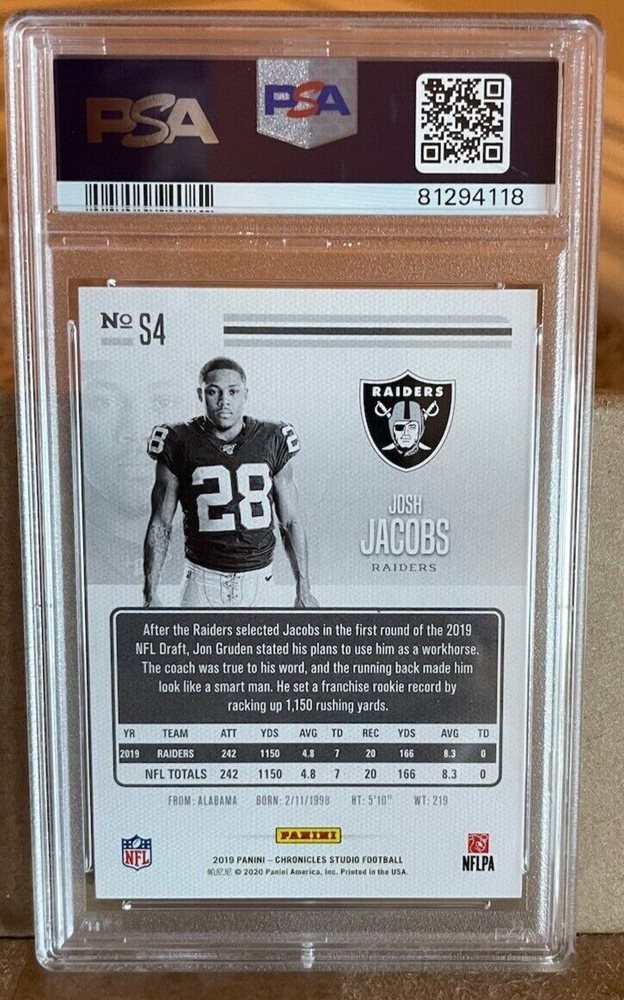 PSA
PSA
81294118
Nº S4
RAIDERS
28
28
JOSH
JACOBS
RAIDERS
After the Raiders selected Jacobs in the first round of the 2019
NFL Draft, Jon Gruden stated his plans to use him as a workhorse.
The coach was true to his word, and the running back made him
look like a smart man. He set a franchise rookie record by
racking up 1,150 rushing yards.
YR TEAM ATT YDS AVG TD REC YDS AVG TD
2019 RAIDERS 242 1150 4.8 7 20 166 8.3 0
NFL TOTALS 242 1150 4.8 7 20 166 8.3 0
FROM: ALABAMA BORN: 2/11/1998 HT: 5'10" WT: 219
PANINI
NFL
NFLPA
2019 PANINI – CHRONICLES STUDIO FOOTBALL
帕尼尼 © 2020 Panini America, Inc. Printed in the USA.